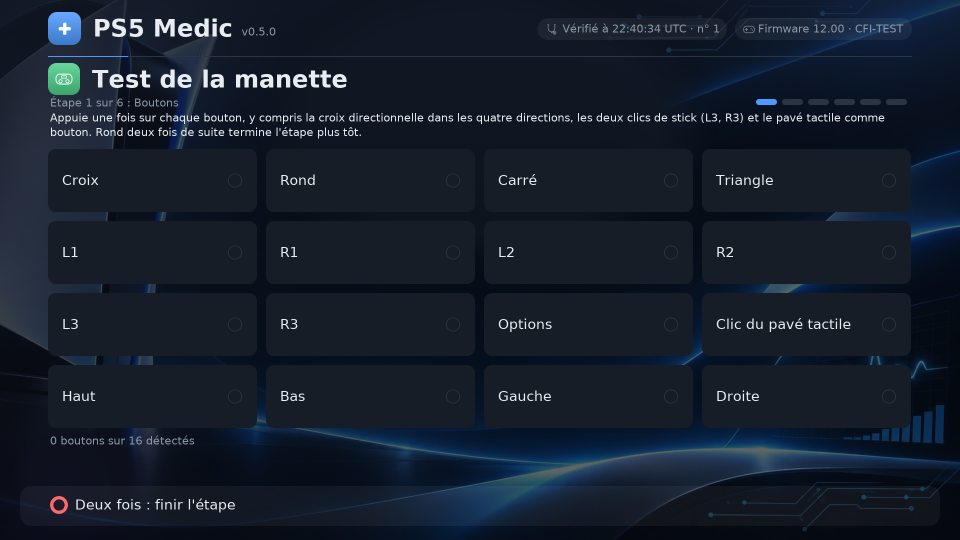 PS5 Medic v0.5.0
Vérifié à 22:40:34 UTC · n° 1
Firmware 12.00 · CFI-TEST
Test de la manette
Étape 1 sur 6 : Boutons
Appuie une fois sur chaque bouton, y compris la croix directionnelle dans les quatre directions, les deux clics de stick (L3, R3) et le pavé tactile comme
bouton. Rond deux fois de suite termine l'étape plus tôt.
Croix
Rond
Carré
Triangle
L1
R1
L2
R2
L3
R3
Options
Clic du pavé tactile
Haut
Bas
Gauche
Droite
0 boutons sur 16 détectés
Deux fois : finir l'étape